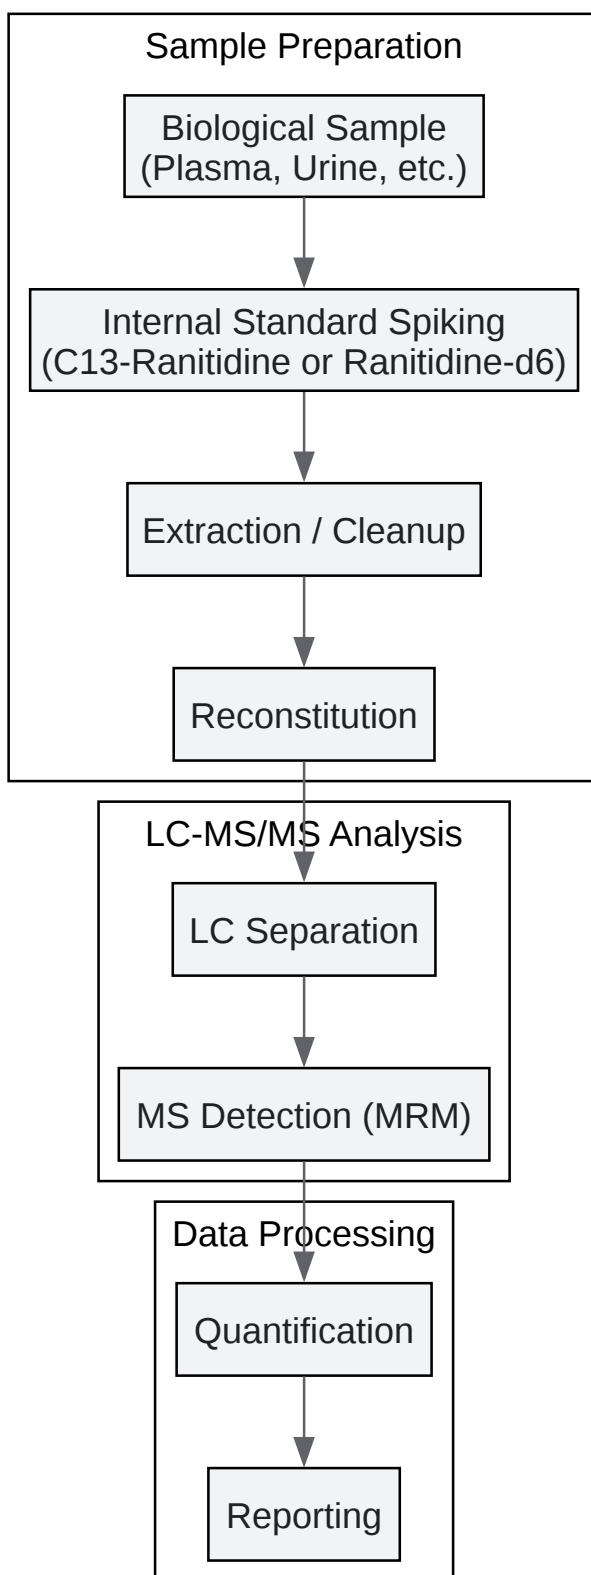 Sample Preparation
Biological Sample
(Plasma, Urine, etc.)
Internal Standard Spiking
(C13-Ranitidine or Ranitidine-d6)
Extraction / Cleanup
Reconstitution
LC-MS/MS Analysis
LC Separation
MS Detection (MRM)
Data Processing
Quantification
Reporting